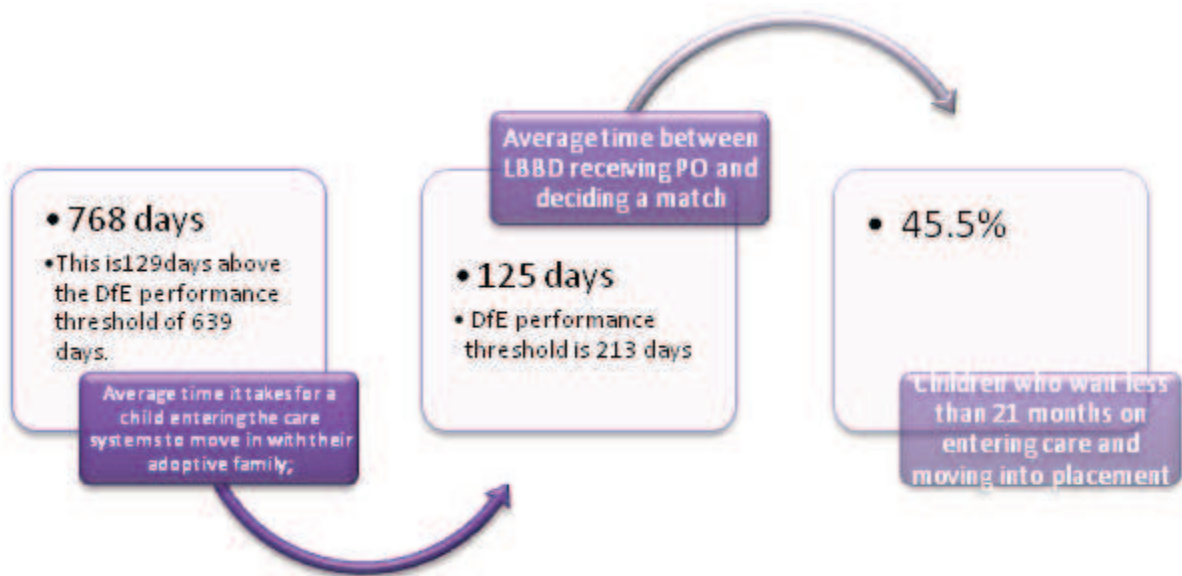 • 768 days
•This is129days above
the DfE performance
threshold of 639
days.
Average time it takes for a
child entering the care
systems to move in with their
adoptive family;
Average time between
LBBD receiving PO and
deciding a match
• 125 days
• DfE performance
threshold is 213 days
• 45.5%
Children who wait less
than 21 months on
entering care and
moving into placement